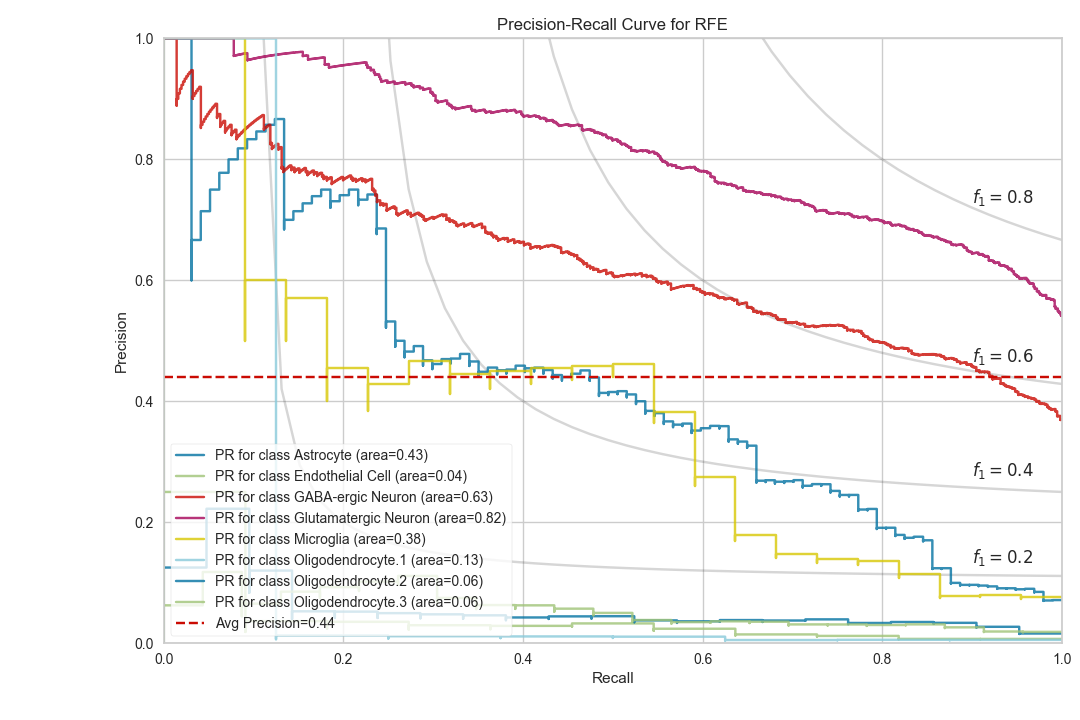 Precision-Recall Curve for RFE
1.0
0.8
0.6
0.4
0.2
0.0
Precision
f1 = 0.8
f1 = 0.6
f1 = 0.4
f1 = 0.2
PR for class Astrocyte (area=0.43)
PR for class Endothelial Cell (area=0.04)
PR for class GABA-ergic Neuron (area=0.63)
PR for class Glutamatergic Neuron (area=0.82)
PR for class Microglia (area=0.38)
PR for class Oligodendrocyte.1 (area=0.13)
PR for class Oligodendrocyte.2 (area=0.06)
PR for class Oligodendrocyte.3 (area=0.06)
Avg Precision=0.44
0.0 0.2 0.4 0.6 0.8 1.0
Recall